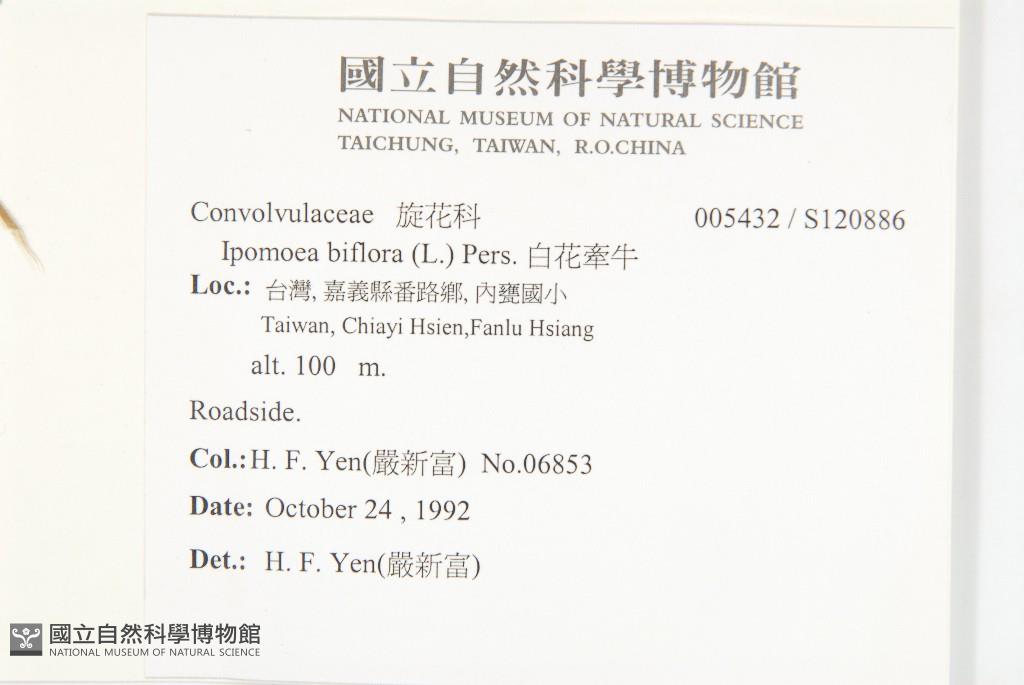 國立自然科學博物館
NATIONAL MUSEUM OF NATURAL SCIENCE
TAICHUNG, TAIWAN, R.O.CHINA
Convolvulaceae 旋花科 005432 / S120886
Ipomoea biflora (L.) Pers. 白花牽牛
Loc.: 台灣, 嘉義縣番路鄉, 內甕國小
Taiwan, Chiayi Hsien,Fanlu Hsiang
alt. 100 m.
Roadside.
Col.: H. F. Yen(嚴新富) No.06853
Date: October 24 , 1992
Det.: H. F. Yen(嚴新富)
國立自然科學博物館
NATIONAL MUSEUM OF NATURAL SCIENCE